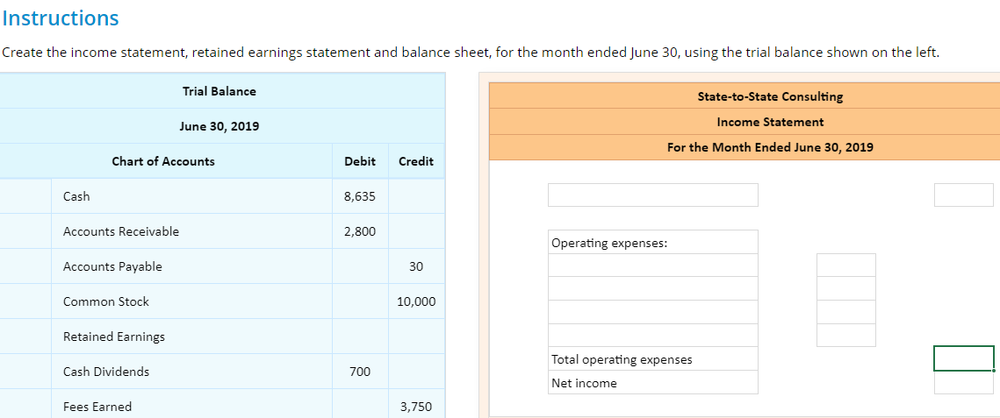 Instructions
Create the income statement, retained earnings statement and balance sheet, for the month ended June 30, using the trial balance shown on the left.
Trial Balance
June 30, 2019
Chart of Accounts Debit Credit
Cash 8,635
Accounts Receivable 2,800
Accounts Payable 30
Common Stock 10,000
Retained Earnings
Cash Dividends 700
Fees Earned 3,750
State-to-State Consulting
Income Statement
For the Month Ended June 30, 2019
Operating expenses:
Total operating expenses
Net income